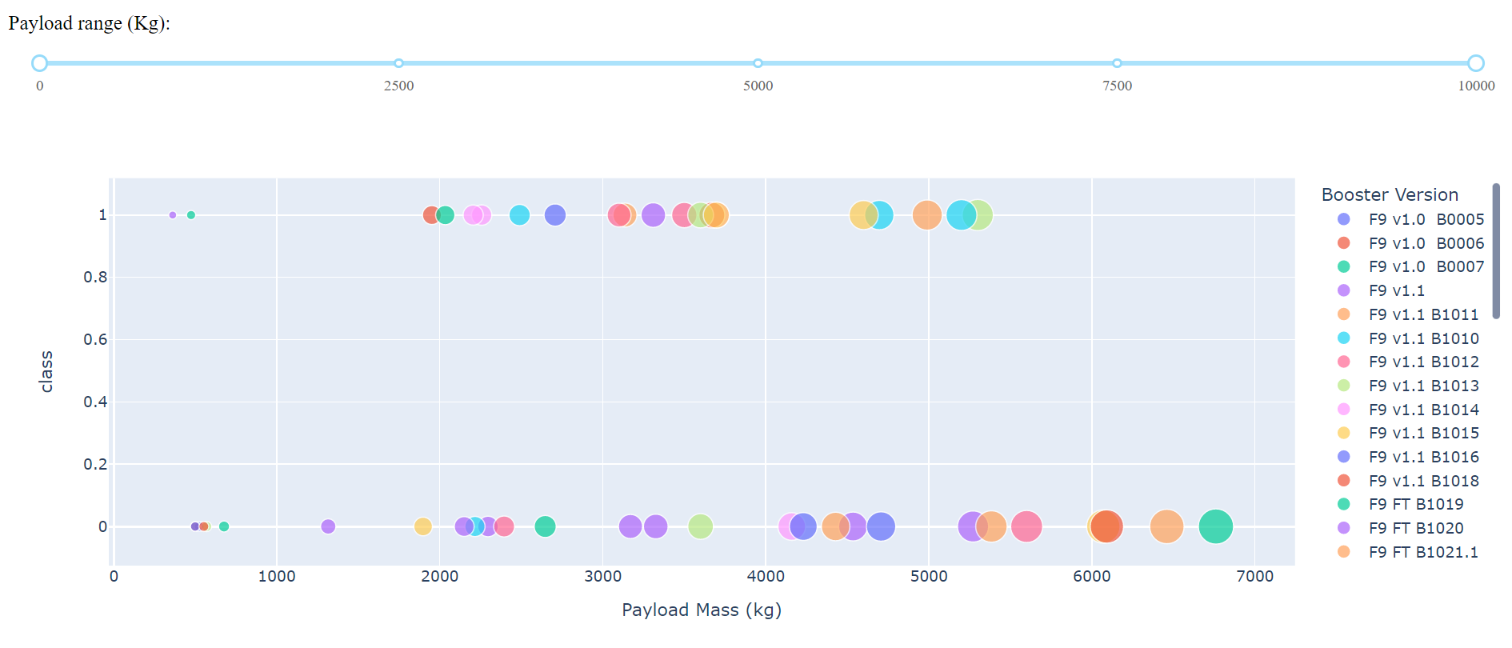 Payload range (Kg):
0 2500 5000 7500 10000
Booster Version
F9 v1.0  B0005
F9 v1.0  B0006
F9 v1.0  B0007
F9 v1.1
F9 v1.1 B1011
F9 v1.1 B1010
F9 v1.1 B1012
F9 v1.1 B1013
F9 v1.1 B1014
F9 v1.1 B1015
F9 v1.1 B1016
F9 v1.1 B1018
F9 FT B1019
F9 FT B1020
F9 FT B1021.1
1
0.8
0.6
0.4
0.2
0
class
0 1000 2000 3000 4000 5000 6000 7000
Payload Mass (kg)